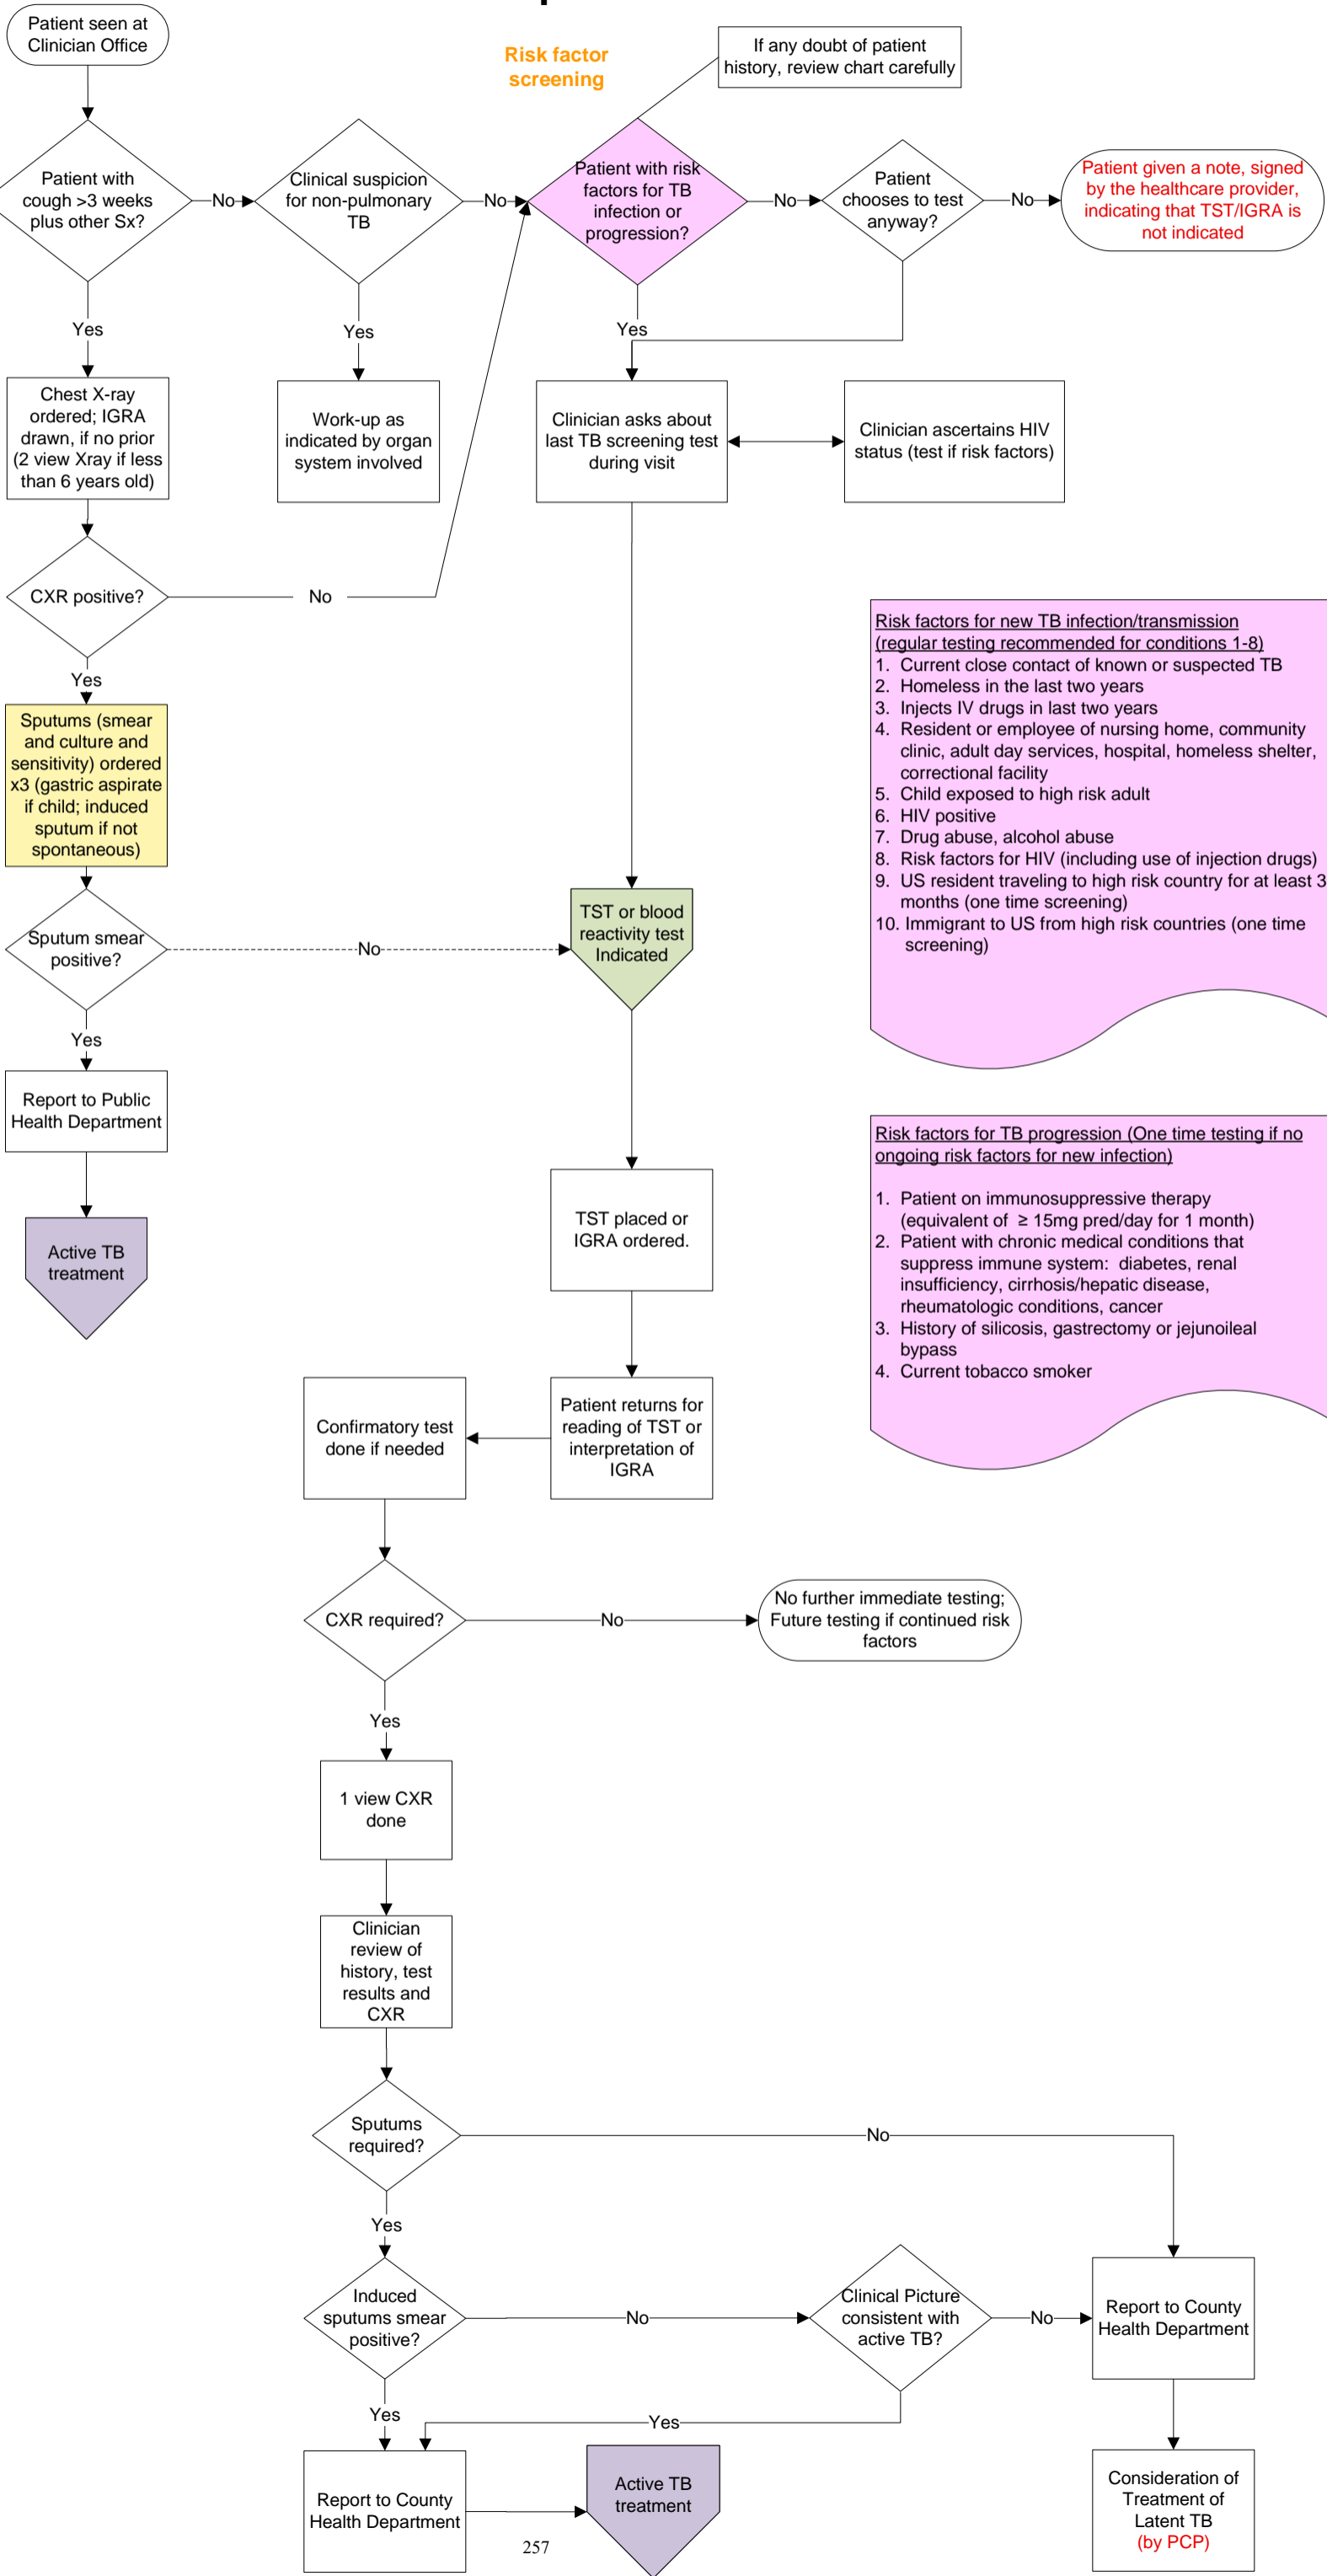 Patient seen at
Clinician Office
Risk factor
screening
If any doubt of patient
history, review chart carefully
Patient with
cough >3 weeks
plus other Sx?
No
Clinical suspicion
for non-pulmonary
TB
No
Patient with risk
factors for TB
infection or
progression?
No
Patient
chooses to test
anyway?
No
Patient given a note, signed
by the healthcare provider,
indicating that TST/IGRA is
not indicated
Yes
Yes
Yes
Chest X-ray
ordered; IGRA
drawn, if no prior
(2 view Xray if less
than 6 years old)
Work-up as
indicated by organ
system involved
Clinician asks about
last TB screening test
during visit
Clinician ascertains HIV
status (test if risk factors)
CXR positive?
No
Yes
Risk factors for new TB infection/transmission
(regular testing recommended for conditions 1-8)
1. Current close contact of known or suspected TB
2. Homeless in the last two years
3. Injects IV drugs in last two years
4. Resident or employee of nursing home, community
clinic, adult day services, hospital, homeless shelter,
correctional facility
5. Child exposed to high risk adult
6. HIV positive
7. Drug abuse, alcohol abuse
8. Risk factors for HIV (including use of injection drugs)
9. US resident traveling to high risk country for at least 3
months (one time screening)
10. Immigrant to US from high risk countries (one time
screening)
Sputums (smear
and culture and
sensitivity) ordered
x3 (gastric aspirate
if child; induced
sputum if not
spontaneous)
Sputum smear
positive?
No
TST or blood
reactivity test
Indicated
Yes
Report to Public
Health Department
Active TB
treatment
Risk factors for TB progression (One time testing if no
ongoing risk factors for new infection)
1. Patient on immunosuppressive therapy
(equivalent of ≥ 15mg pred/day for 1 month)
2. Patient with chronic medical conditions that
suppress immune system: diabetes, renal
insufficiency, cirrhosis/hepatic disease,
rheumatologic conditions, cancer
3. History of silicosis, gastrectomy or jejunoileal
bypass
4. Current tobacco smoker
TST placed or
IGRA ordered.
Patient returns for
reading of TST or
interpretation of
IGRA
Confirmatory test
done if needed
CXR required?
No
No further immediate testing;
Future testing if continued risk
factors
Yes
1 view CXR
done
Clinician
review of
history, test
results and
CXR
Sputums
required?
No
Yes
Induced
sputums smear
positive?
No
Clinical Picture
consistent with
active TB?
No
Report to County
Health Department
Yes
Yes
Report to County
Health Department
Active TB
treatment
Consideration of
Treatment of
Latent TB
(by PCP)
257